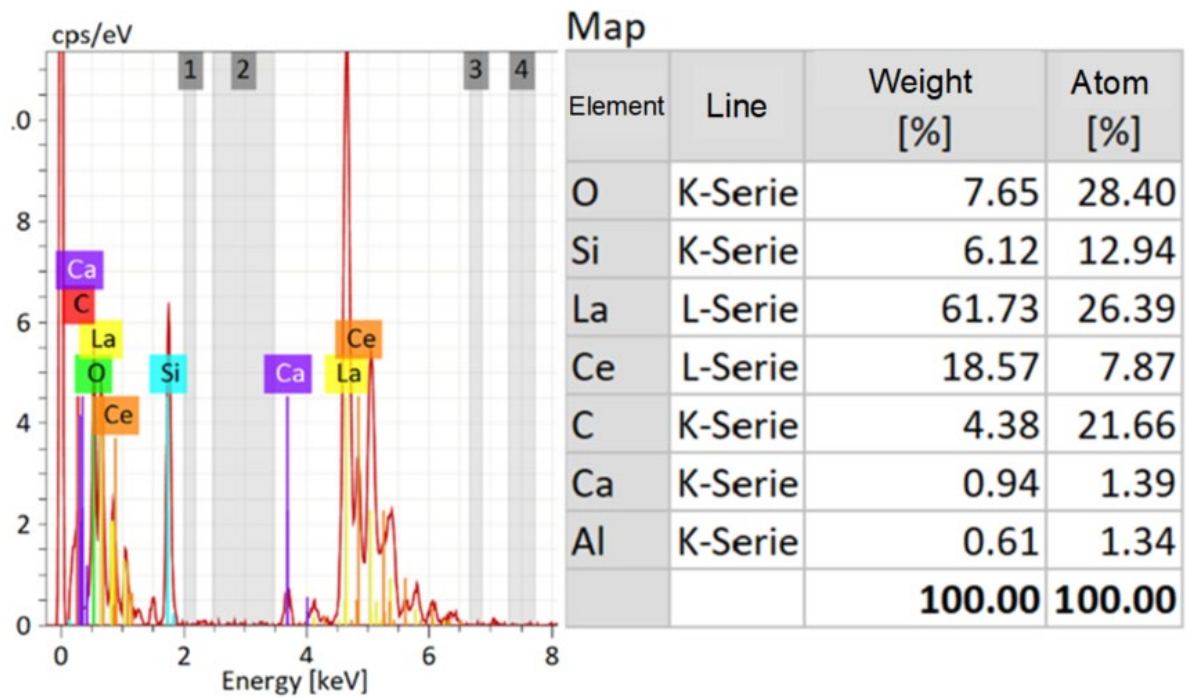 cps/eV
1 2 3 4
.0
8
6
4
2
0
Ca
C
La
O
Ce
Si
Ca
Ce
La
0 2 4 6 8
Energy [keV]
Map
Element Line Weight [%] Atom [%]
O K-Serie 7.65 28.40
Si K-Serie 6.12 12.94
La L-Serie 61.73 26.39
Ce L-Serie 18.57 7.87
C K-Serie 4.38 21.66
Ca K-Serie 0.94 1.39
Al K-Serie 0.61 1.34
100.00 100.00